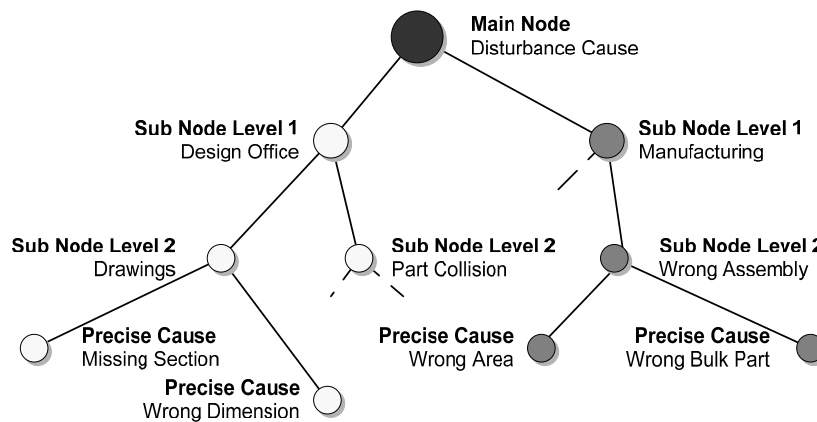 Main Node
Disturbance Cause
Sub Node Level 1
Design Office
Sub Node Level 1
Manufacturing
Sub Node Level 2
Drawings
Sub Node Level 2
Part Collision
Sub Node Level 2
Wrong Assembly
Precise Cause
Missing Section
Precise Cause
Wrong Area
Precise Cause
Wrong Bulk Part
Precise Cause
Wrong Dimension